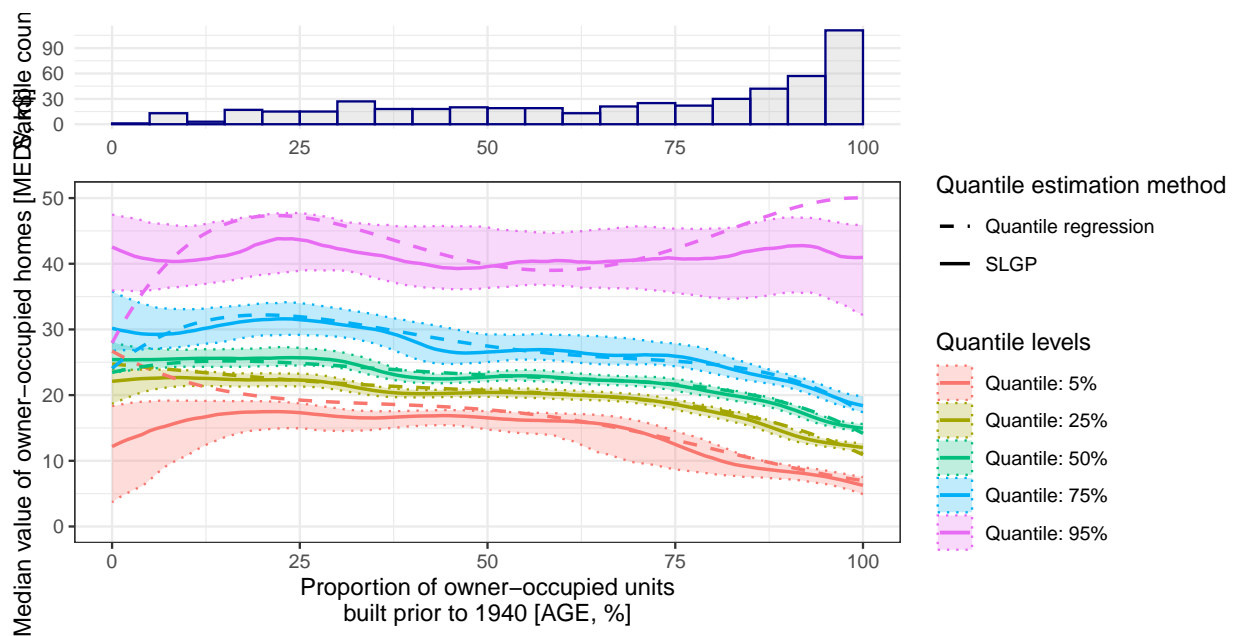 Sample coun
90
60
30
0
0
25
50
75
100
Median value of owner−occupied homes [MEDV, k$]
50
40
30
20
10
0
0
25
50
75
100
Proportion of owner−occupied units
built prior to 1940 [AGE, %]
Quantile estimation method
Quantile regression
SLGP
Quantile levels
Quantile: 5%
Quantile: 25%
Quantile: 50%
Quantile: 75%
Quantile: 95%